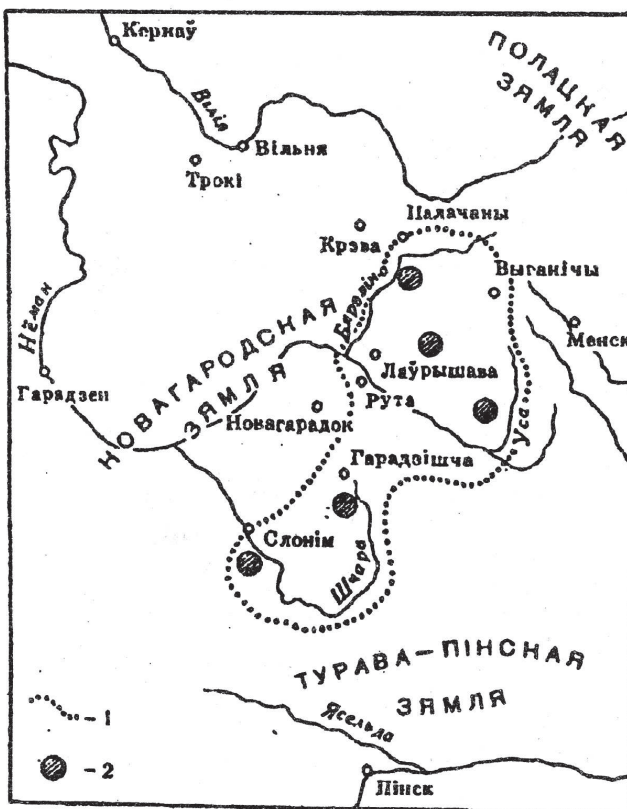 Кернаў
ПОЛАЦКАЯ
ЗЯМЛЯ
Вілія
Вільня
Трокі
Палачаны
Крэва
Выганічы
Бярэзін
Нёман
Менск
Гарадзен
НОВАГАРОДСКАЯ
ЗЯМЛЯ
Лаўрышава
Рута
Новагарадок
Уса
Гарадзішча
Слонім
Шчара
ТУРАВА-ПІНСКАЯ
ЗЯМЛЯ
Ясельда
Пінск
- 1
- 2